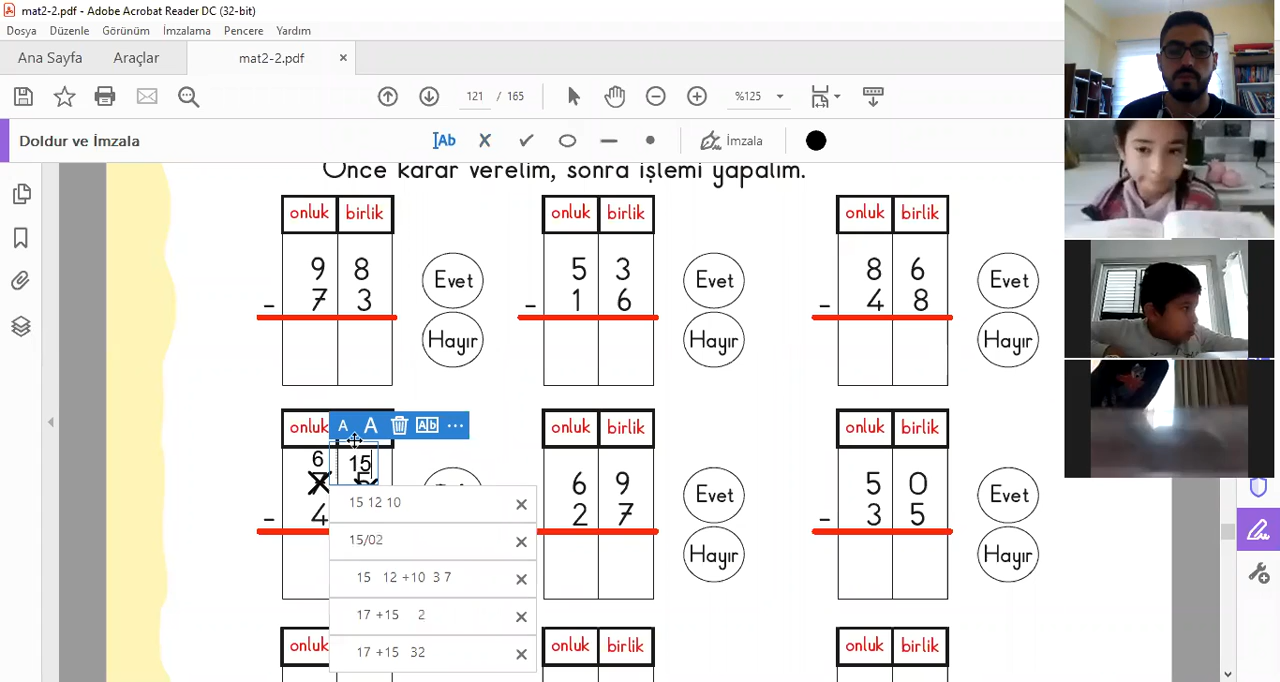 mat2-2.pdf - Adobe Acrobat Reader DC (32-bit)
Dosya Düzenle Görünüm İmzalama Pencere Yardım
Ana Sayfa Araçlar mat2-2.pdf ×
121 / 165 %125
Doldur ve İmzala IAb İmzala
Önce karar verelim, sonra işlemi yapalım.
onluk birlik onluk birlik onluk birlik
9 8 Evet 5 3 Evet 8 6 Evet
- 7 3 - 1 6 - 4 8
Hayır Hayır Hayır
A A Ab ...
onluk onluk birlik onluk birlik
6 15
7 6 9 Evet 5 0 Evet
- 4 - 2 7 - 3 5
Hayır Hayır
15 12 10 ×
15/02 ×
15 12 +10 3 7 ×
17 +15 2 ×
17 +15 32 ×
onluk onluk birlik onluk birlik